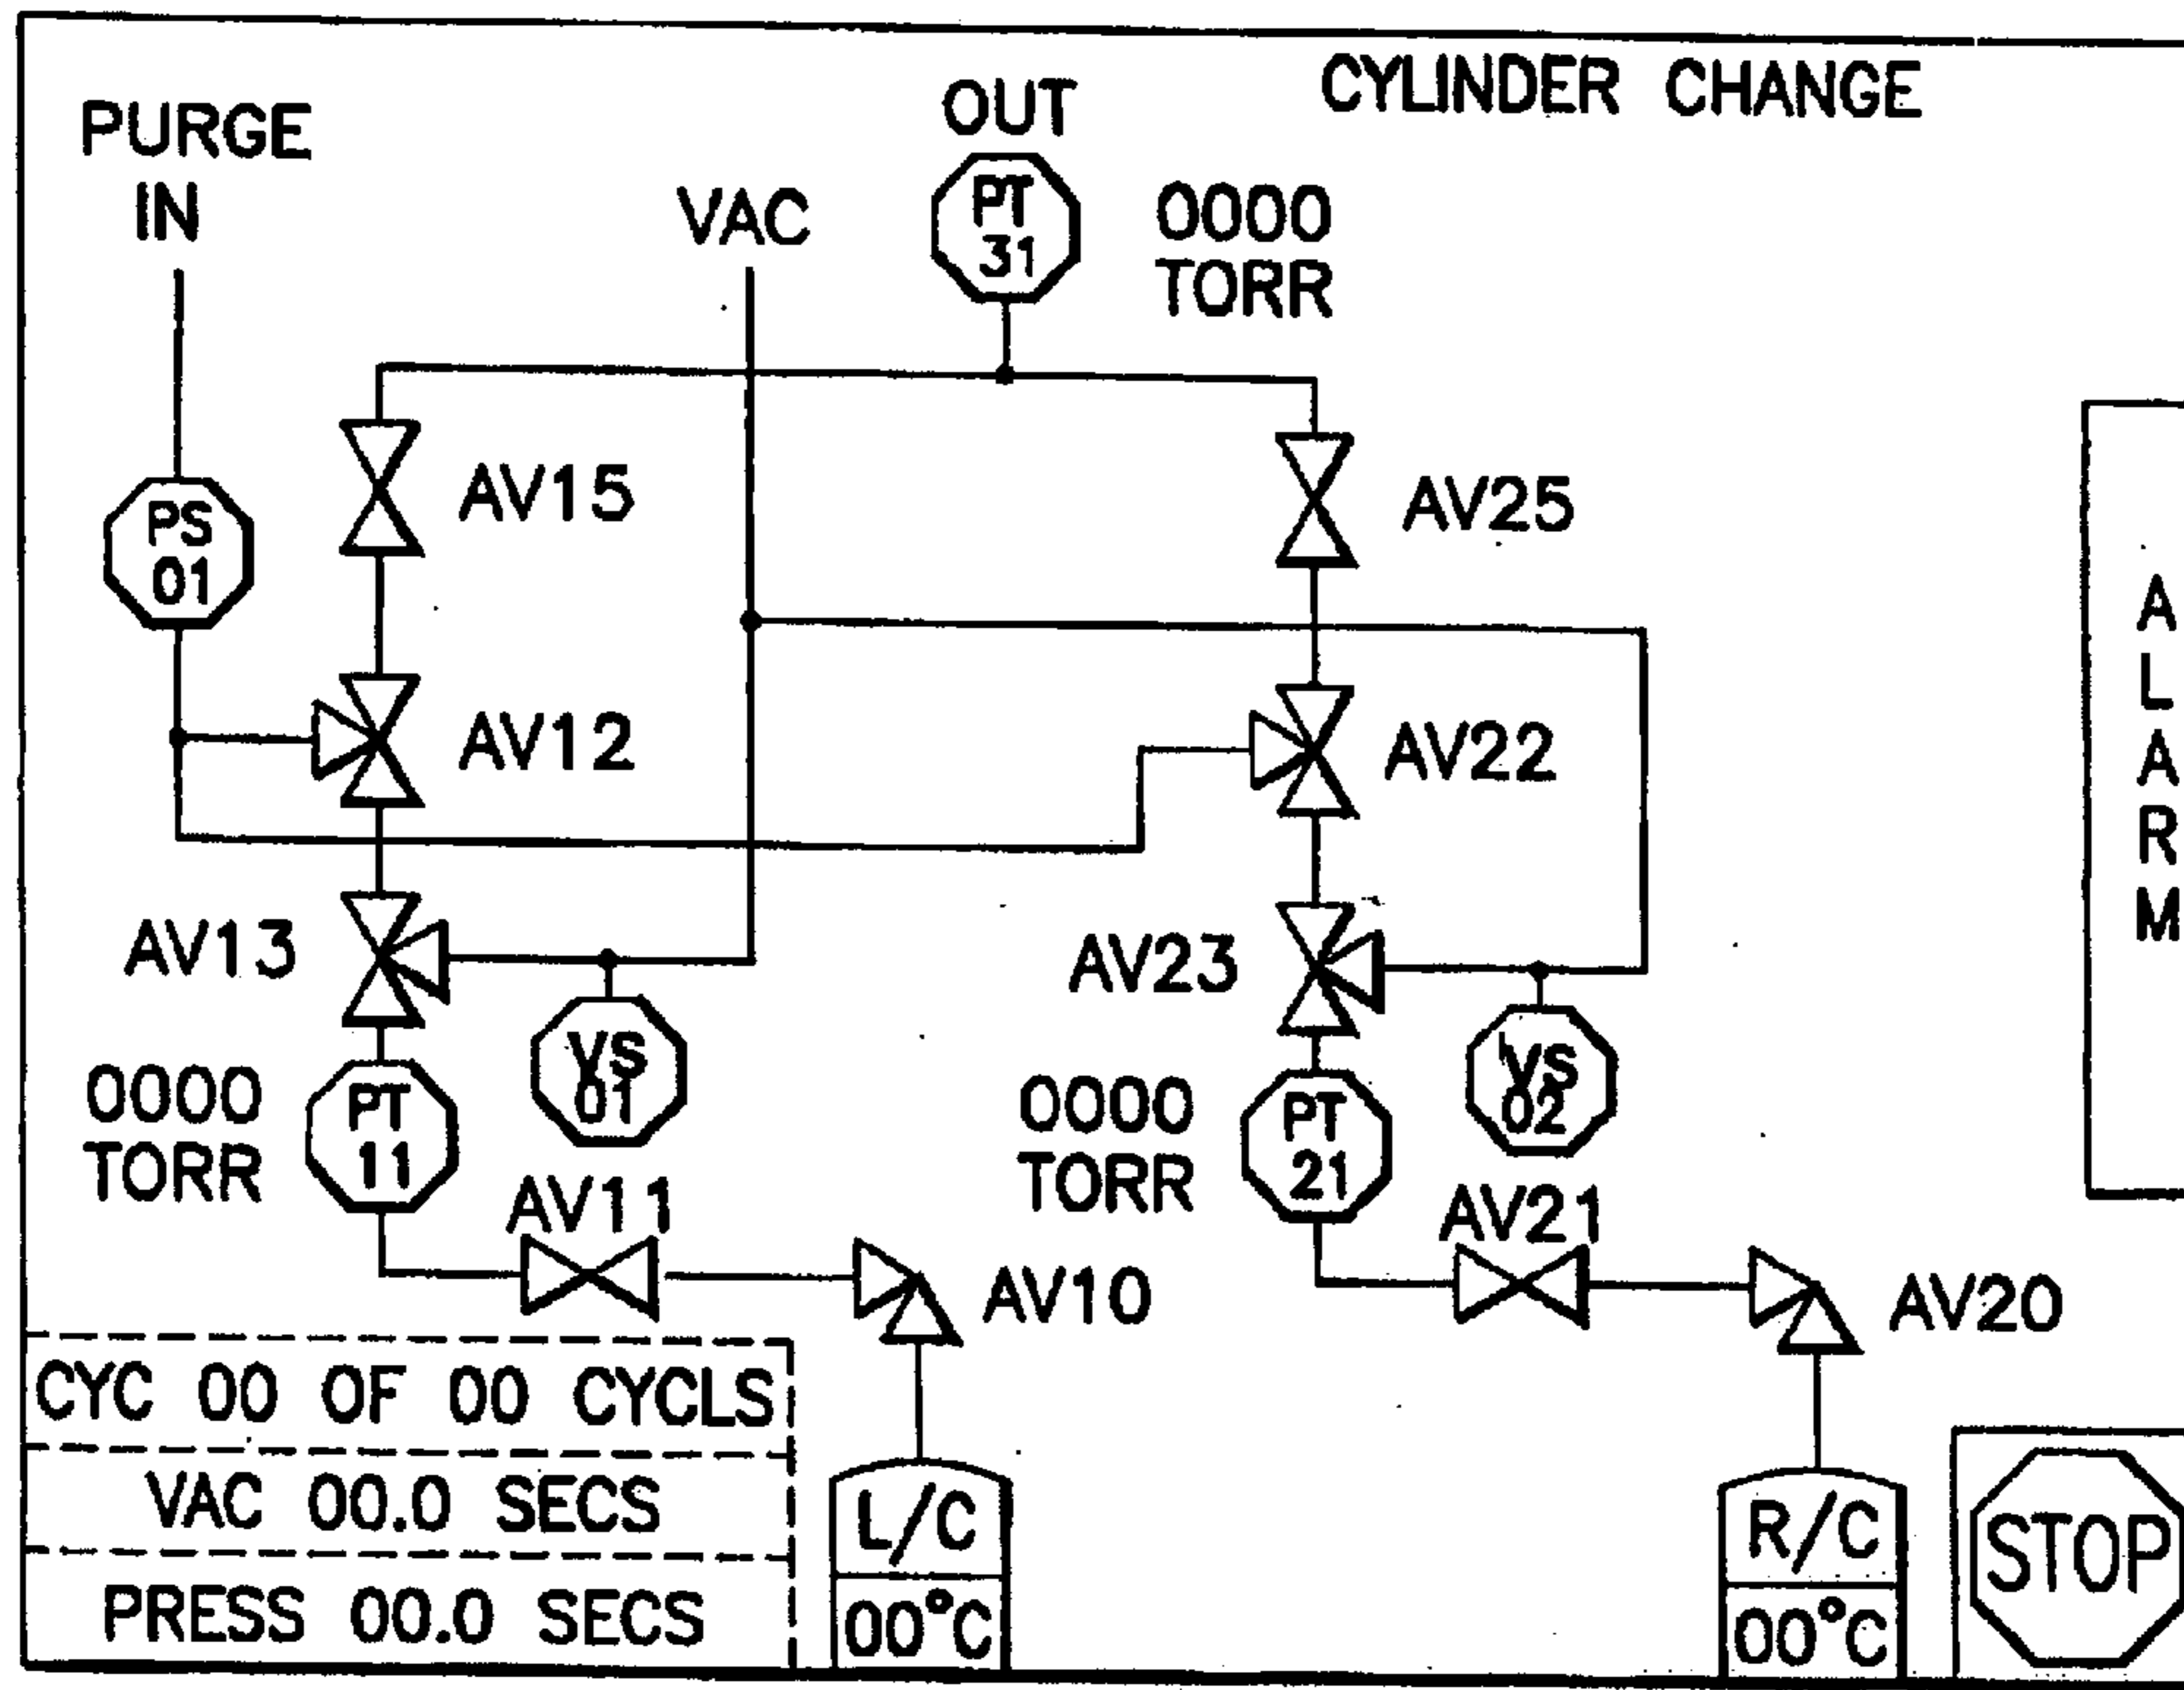 CYLINDER CHANGE
PURGE
IN
VAC
OUT
PT
31
0000
TORR
PS
01
AV15
AV25
AV12
AV22
AV13
AV23
VS
01
VS
02
0000
TORR
PT
11
0000
TORR
PT
21
AV11
AV10
AV21
AV20
CYC 00 OF 00 CYCLS
VAC 00.0 SECS
PRESS 00.0 SECS
L/C
00°C
R/C
00°C
STOP
A
L
A
R
M